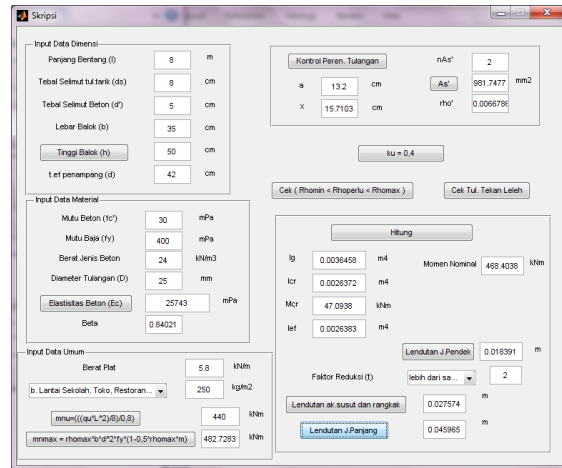 Skripsi
Input Data Dimensi
Panjang Bentang (l) 8 m
Tebal Selimut tul.tarik (ds) 8 cm
Tebal Selimut Beton (d') 5 cm
Lebar Balok (b) 35 cm
Tinggi Balok (h) 50 cm
t.ef penampang (d) 42 cm
Input Data Material
Mutu Beton (fc') 30 mPa
Mutu Baja (fy) 400 mPa
Berat Jenis Beton 24 kN/m3
Diameter Tulangan (D) 25 mm
Elastisitas Beton (Ec) 25743 mPa
Beta 0.84021
Input Data Umum
Berat Plat 5.8 kN/m
b. Lantai Sekolah, Toko, Restoran... 250 kg/m2
mnu=(((qu*L^2)/8)/0,8) 440 kNm
mnmax = rhomax*b*d^2*fy*(1-0,5*rhomax*m) 482.7283 kNm
Kontrol Peren. Tulangan
a 13.2 cm
x 15.7103 cm
nAs' 2
As' 981.7477 mm2
rho' 0.0066786
ku = 0,4
Cek ( Rhomin < Rhoperlu < Rhomax )
Cek Tul. Tekan Leleh
Hitung
Ig 0.0036458 m4
Icr 0.0026372 m4
Mcr 47.0938 kNm
Ief 0.0026383 m4
Momen Nominal 468.4038 kNm
Lendutan J.Pendek 0.018391 m
Faktor Reduksi (t) lebih dari sa... 2
Lendutan ak.susut dan rangkak 0.027574 m
Lendutan J.Panjang 0.045965 m